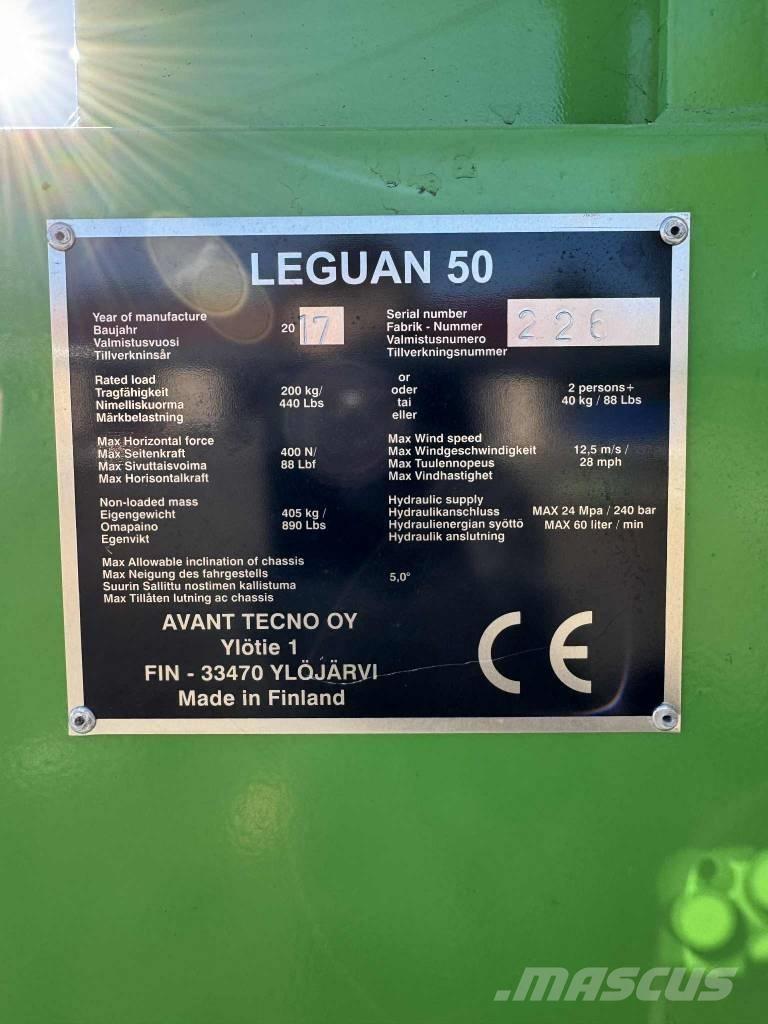 LEGUAN 50
Year of manufacture
Baujahr
Valmistusvuosi
Tillverkninsår
20 17
Serial number
Fabrik - Nummer
Valmistusnumero
Tillverkningsnummer
226
Rated load
Tragfähigkeit
Nimelliskuorma
Märkbelastning
200 kg/
440 Lbs
or
oder
tai
eller
2 persons+
40 kg / 88 Lbs
Max Horizontal force
Max Seitenkraft
Max Sivuttaisvoima
Max Horisontalkraft
400 N/
88 Lbf
Max Wind speed
Max Windgeschwindigkeit
Max Tuulennopeus
Max Vindhastighet
12,5 m/s /
28 mph
Non-loaded mass
Eigengewicht
Omapaino
Egenvikt
405 kg /
890 Lbs
Hydraulic supply
Hydraulikanschluss
Hydraulienergian syöttö
Hydraulik anslutning
MAX 24 Mpa / 240 bar
MAX 60 liter / min
Max Allowable inclination of chassis
Max Neigung des fahrgestells
Suurin Sallittu nostimen kallistuma
Max Tillåten lutning ac chassis
5,0°
AVANT TECNO OY
Ylötie 1
FIN - 33470 YLÖJÄRVI
Made in Finland
CE
MASCUS